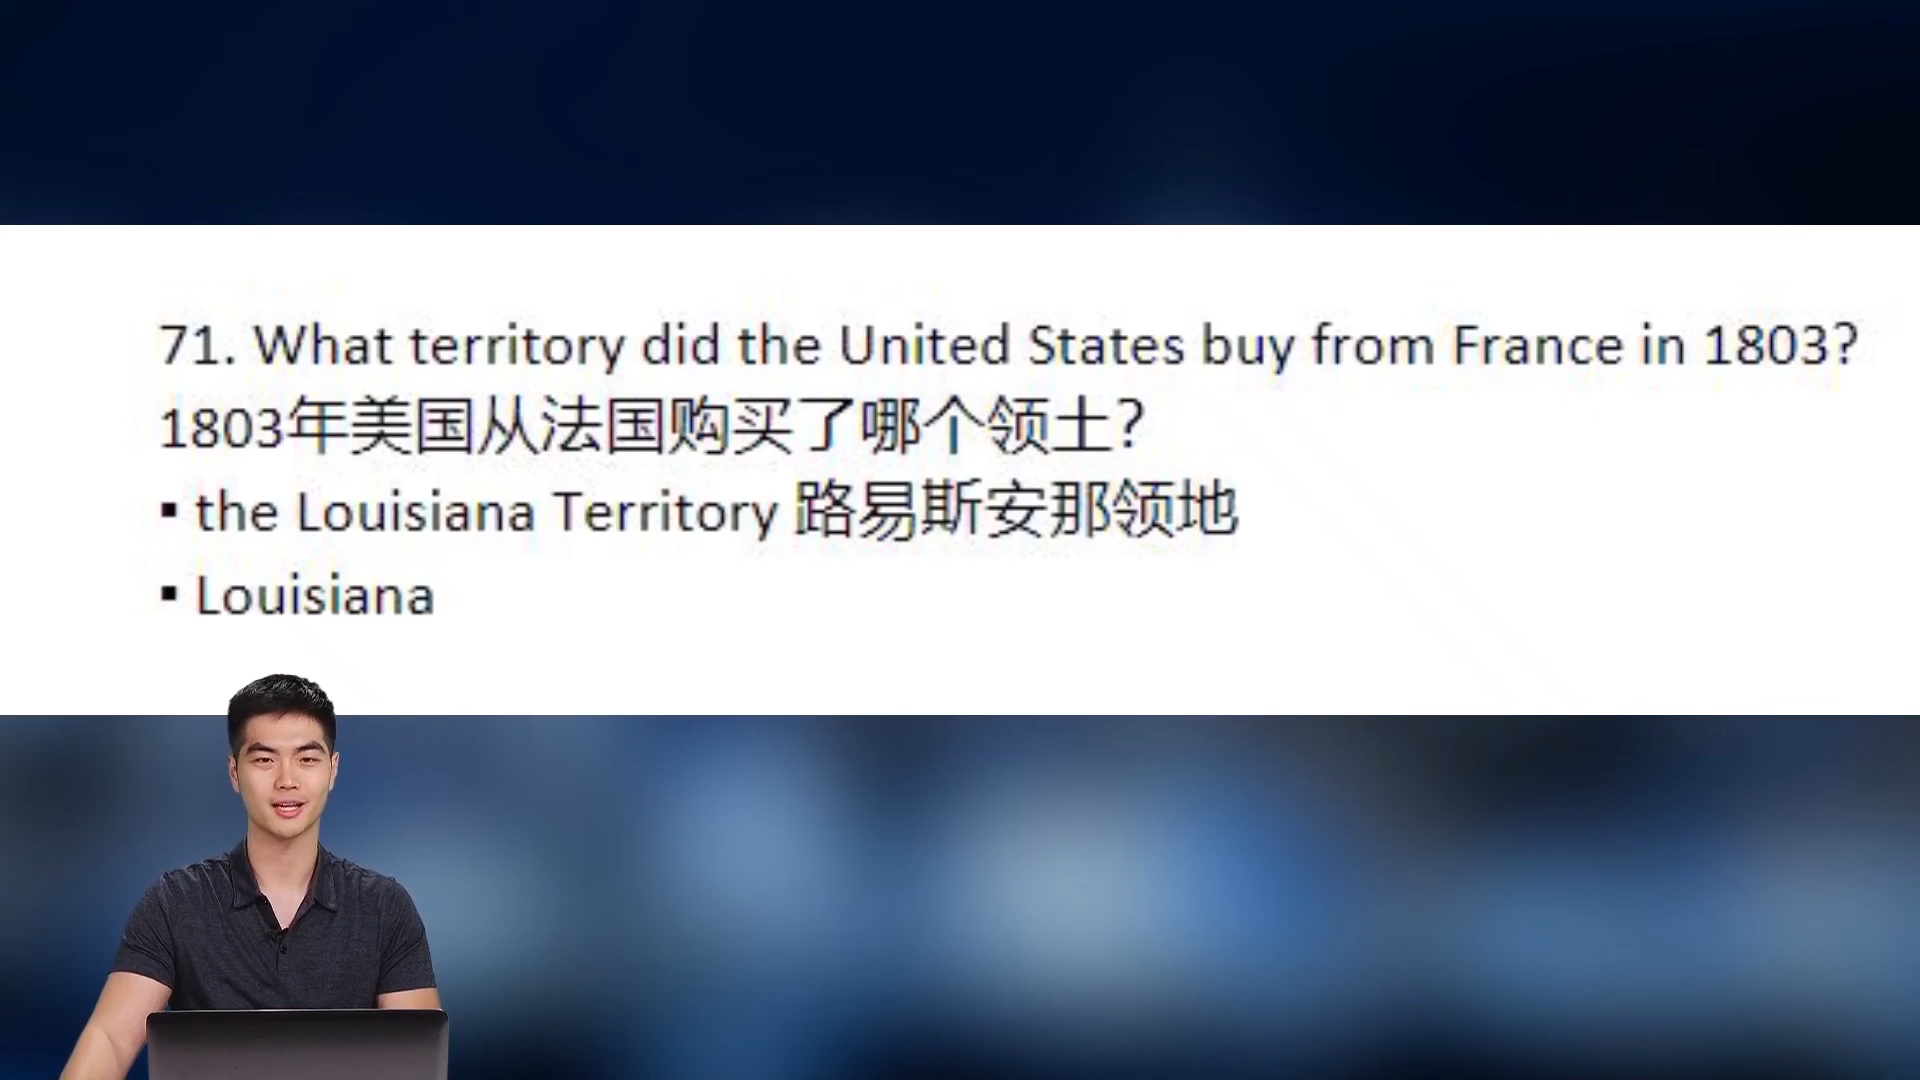 71. What territory did the United States buy from France in 1803?
1803年美国从法国购买了哪个领土?
▪ the Louisiana Territory 路易斯安那领地
▪ Louisiana